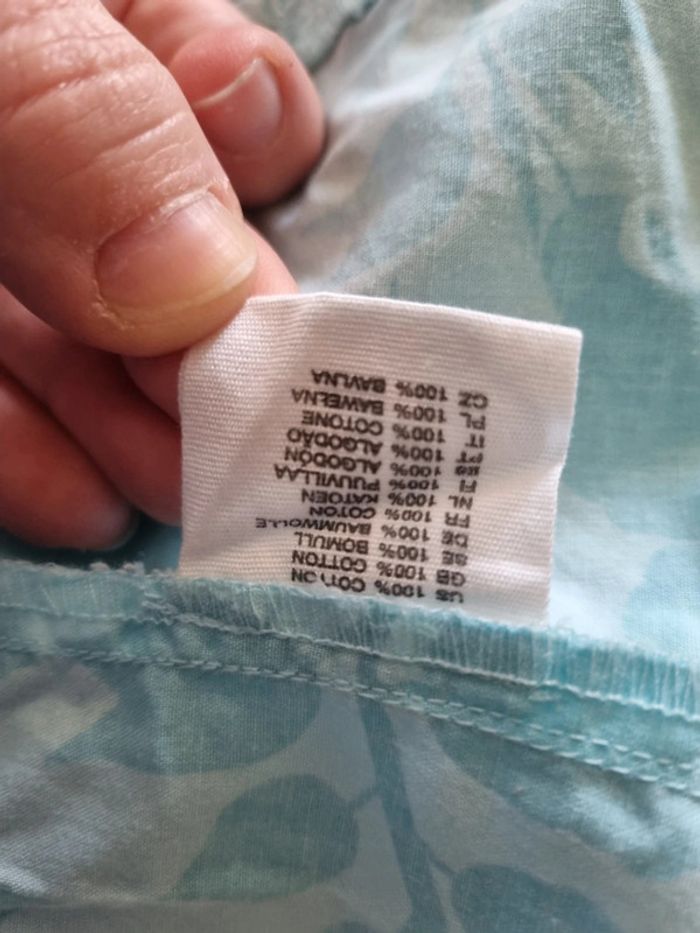 US 100% COTTON
GB 100% COTTON
SE 100% BOMULL
DE 100% BAUMWOLLE
FR 100% COTON
NL 100% KATOEN
FI 100% PUUVILLAA
ES 100% ALGODÓN
PT 100% ALGODÃO
IT 100% COTONE
PL 100% BAWEŁNA
CZ 100% BAVLNA